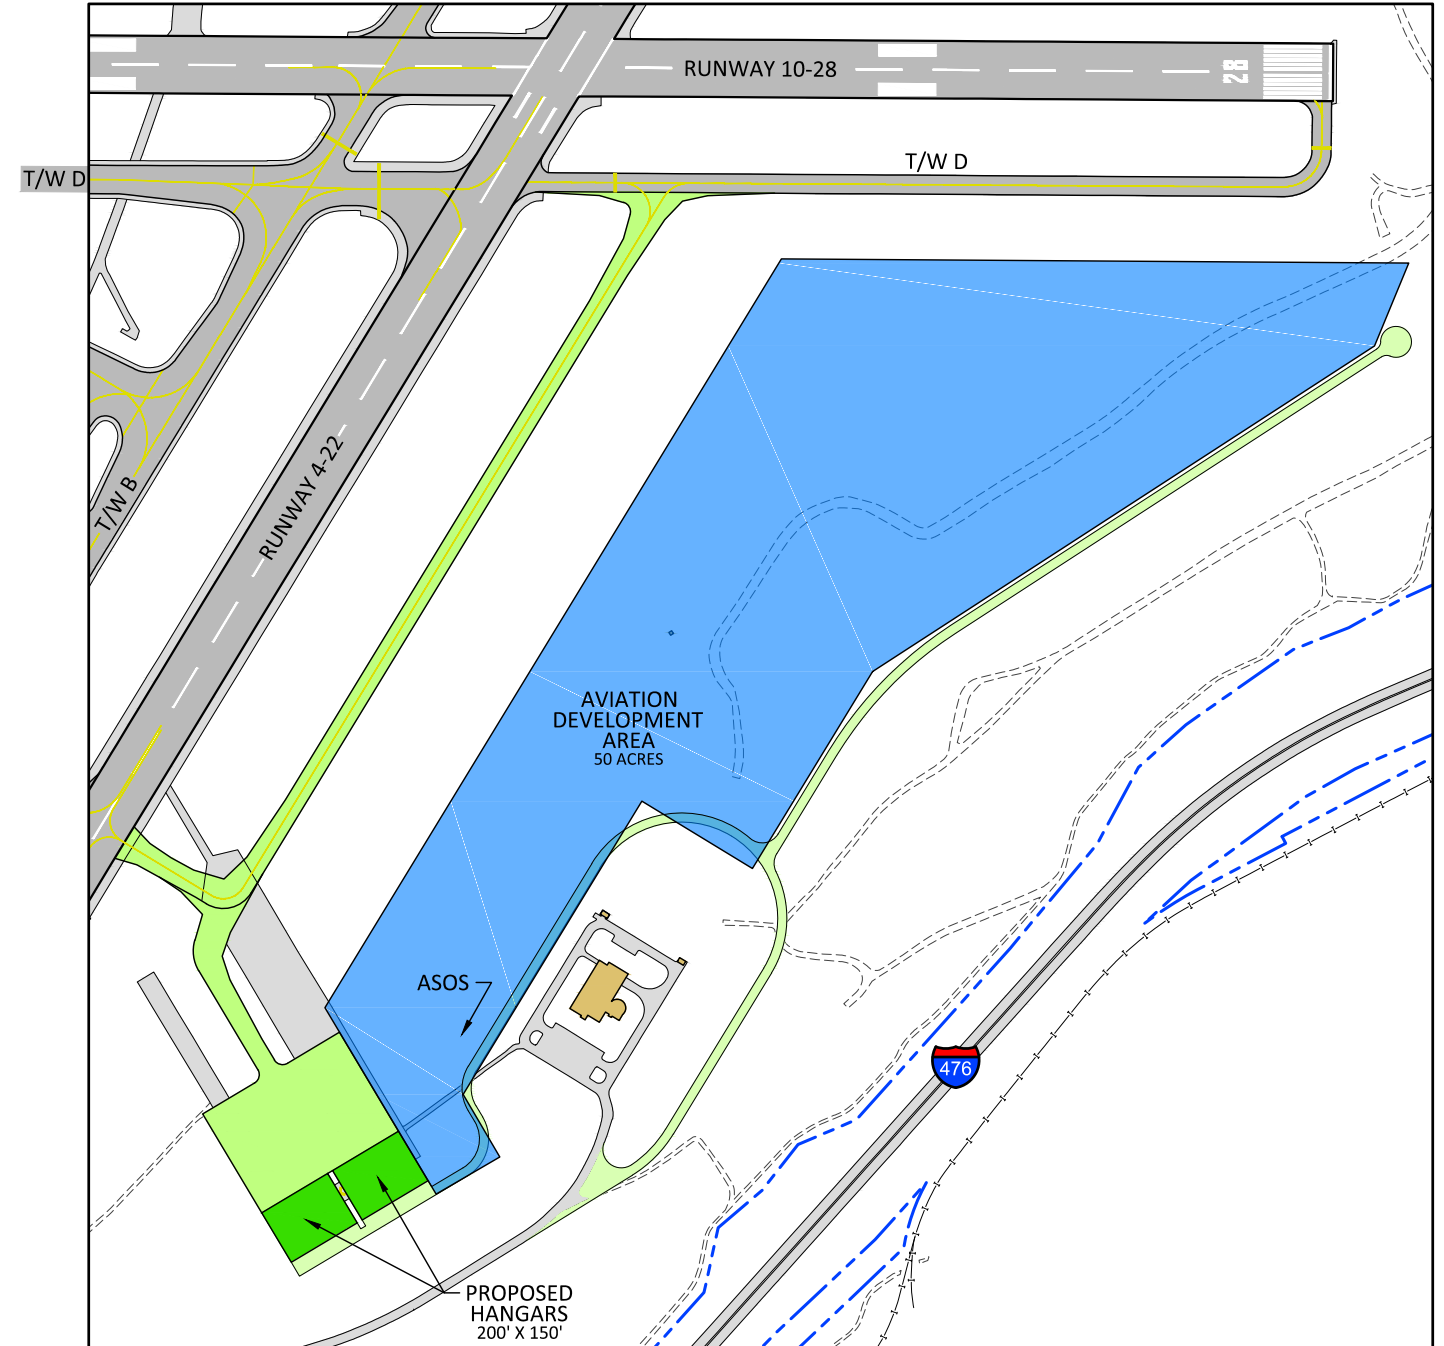 RUNWAY 10-28
28
T/W D
T/W D
RUNWAY 4-22
T/W B
AVIATION
DEVELOPMENT
AREA
50 ACRES
ASOS
476
PROPOSED
HANGARS
200' X 150'